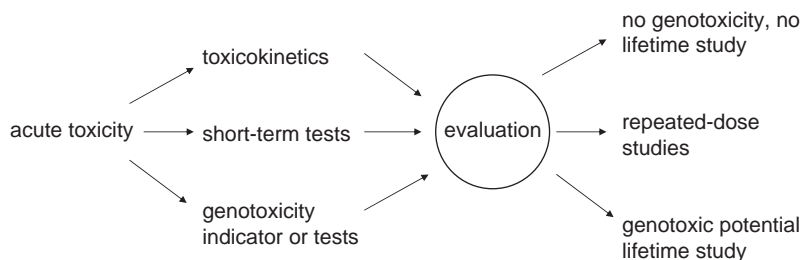 acute toxicity
toxicokinetics
short-term tests
genotoxicity
indicator or tests
evaluation
no genotoxicity, no
lifetime study
repeated-dose
studies
genotoxic potential
lifetime study